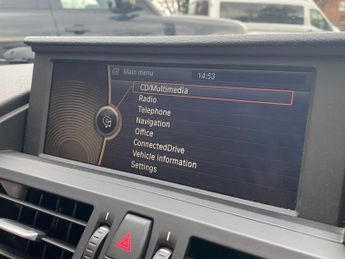 Main menu
14:53
CD/Multimedia
Radio
Telephone
Navigation
Office
ConnectedDrive
Vehicle information
Settings